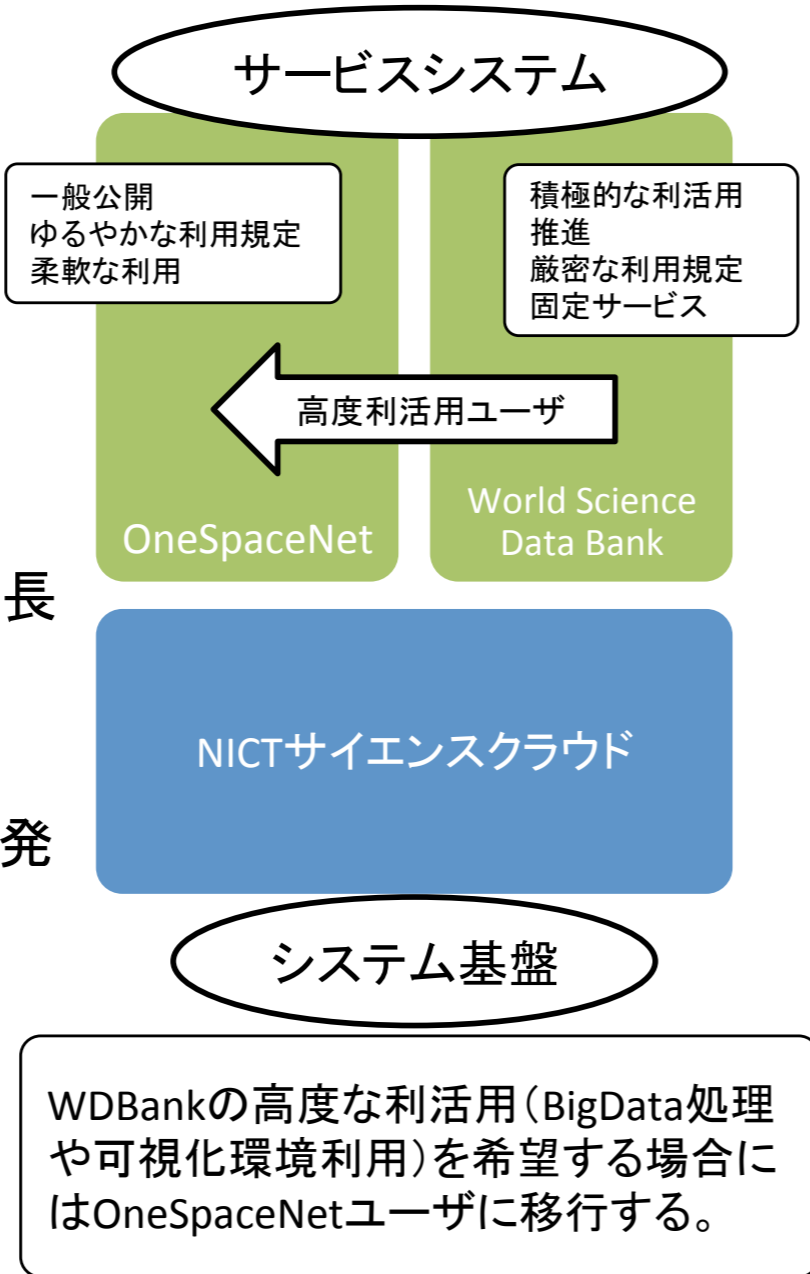 サービスシステム
一般公開
ゆるやかな利用規定
柔軟な利用
積極的な利活用
推進
厳密な利用規定
固定サービス
高度利活用ユーザ
OneSpaceNet
World Science
Data Bank
長
NICTサイエンスクラウド
発
システム基盤
WDBankの高度な利活用（BigData処理
や可視化環境利用）を希望する場合に
はOneSpaceNetユーザに移行する。